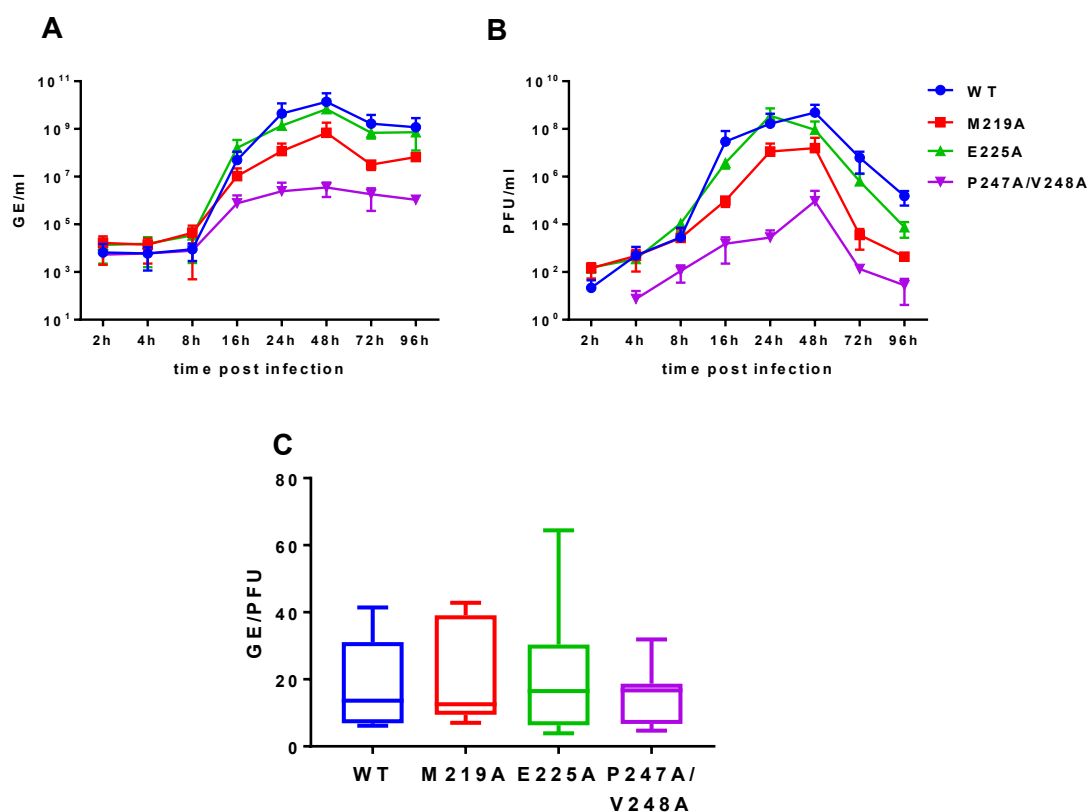 A
GE/ml
10^11
10^9
10^7
10^5
10^3
10^1
2h 4h 8h 16h 24h 48h 72h 96h
time post infection
B
PFU/ml
10^10
10^8
10^6
10^4
10^2
10^0
2h 4h 8h 16h 24h 48h 72h 96h
time post infection
WT
M219A
E225A
P247A/V248A
C
GE/PFU
80
60
40
20
0
WT M219A E225A P247A/
V248A